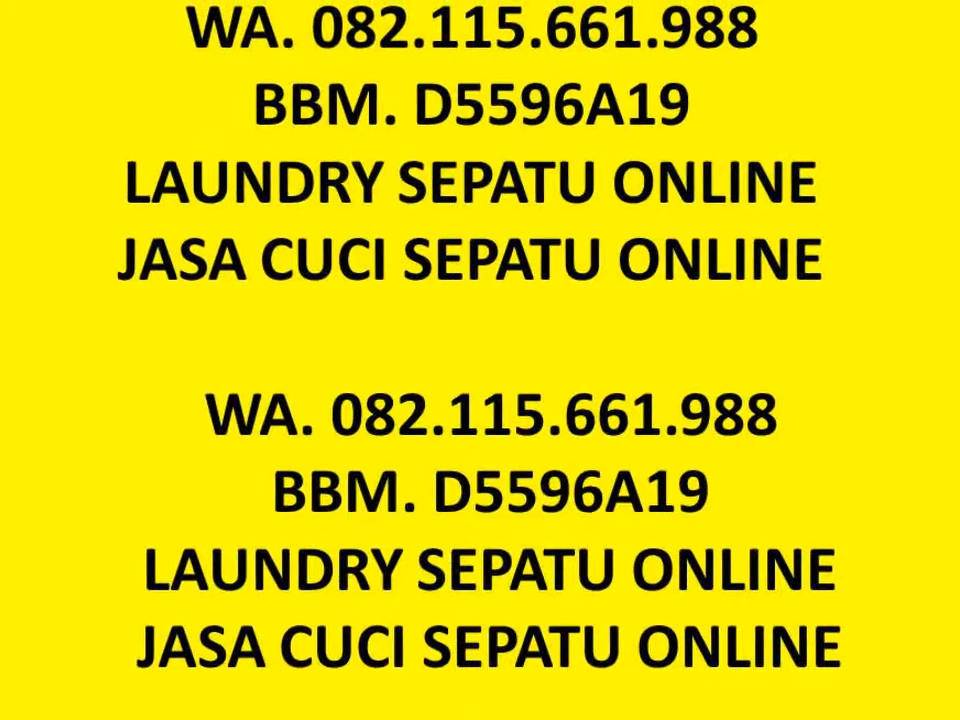 WA. 082.115.661.988
BBM. D5596A19
LAUNDRY SEPATU ONLINE
JASA CUCI SEPATU ONLINE
WA. 082.115.661.988
BBM. D5596A19
LAUNDRY SEPATU ONLINE
JASA CUCI SEPATU ONLINE